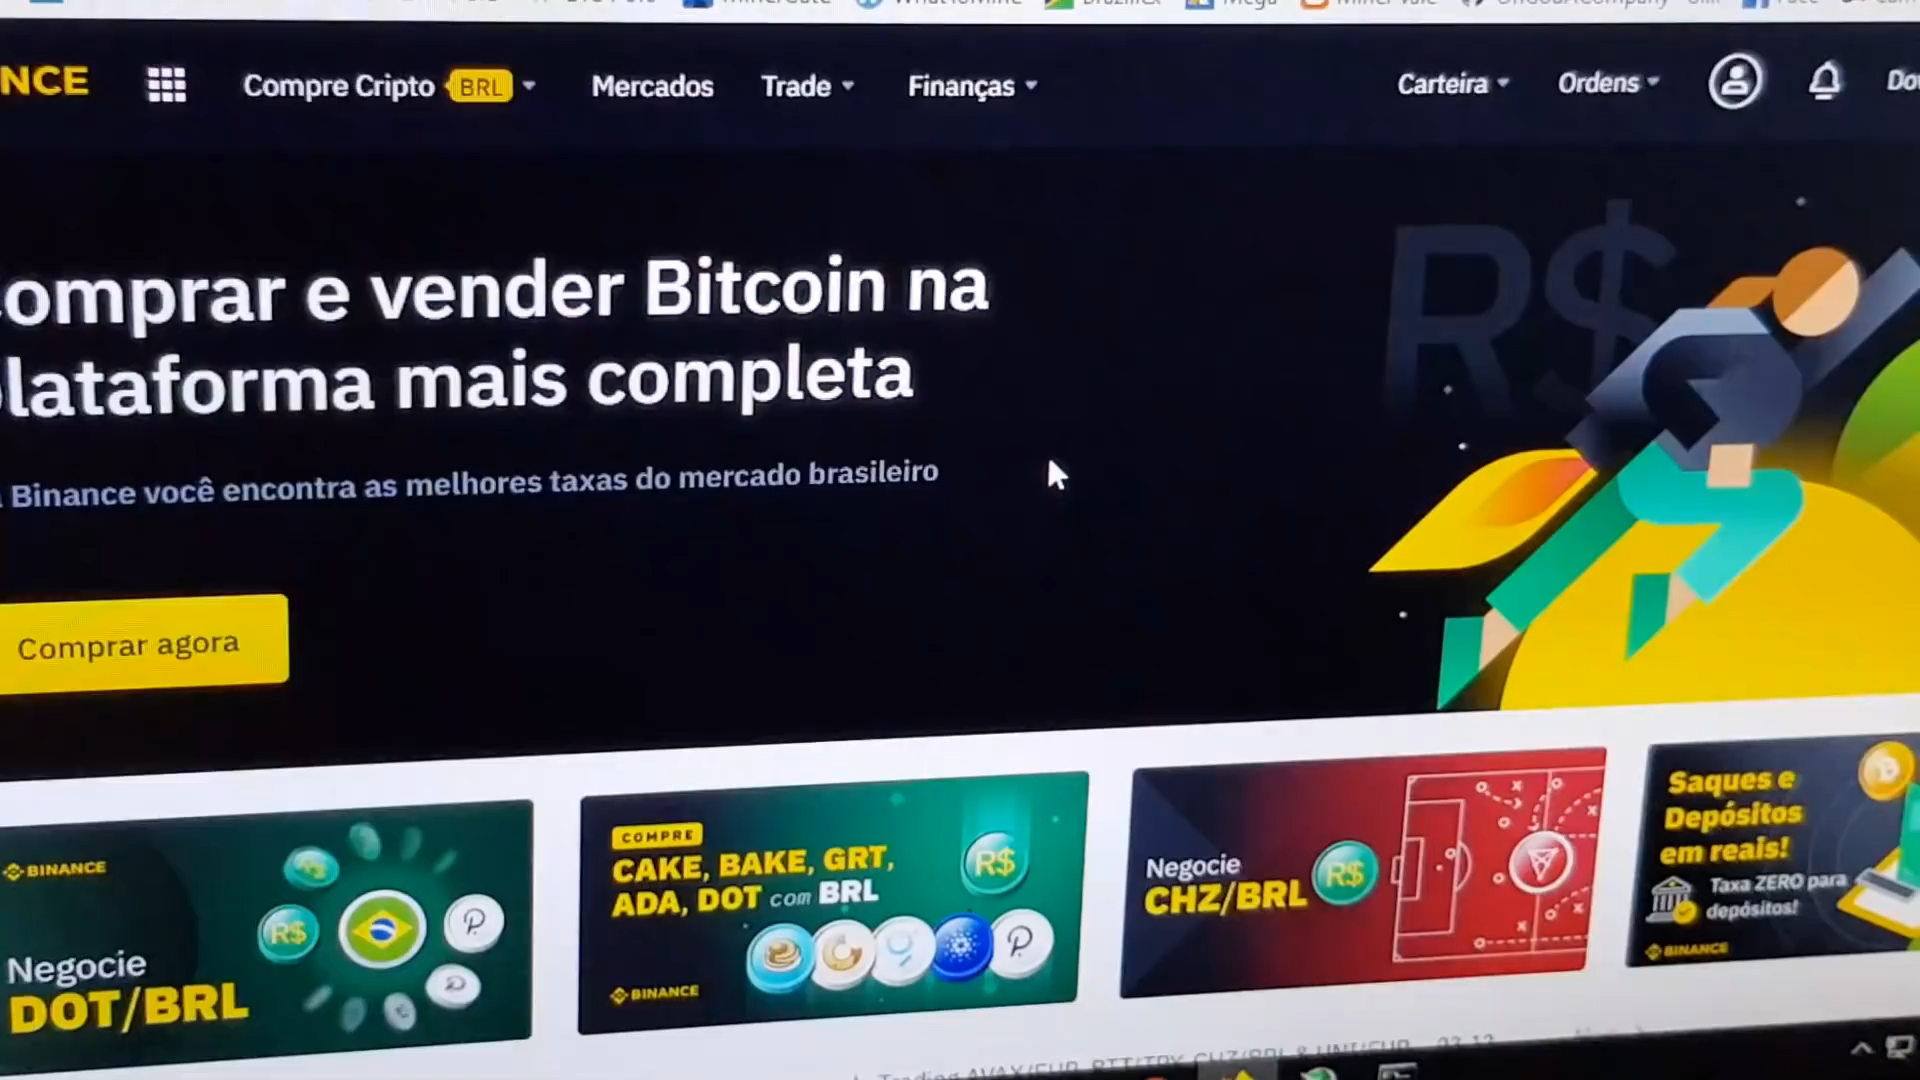 NCE
Compre Cripto BRL
Mercados
Trade
Finanças
Carteira
Ordens
R$
omprar e vender Bitcoin na
lataforma mais completa
Binance você encontra as melhores taxas do mercado brasileiro
Comprar agora
BINANCE
R$
Negocie
DOT/BRL
COMPRE
CAKE, BAKE, GRT,
ADA, DOT com BRL
R$
BINANCE
Negocie
CHZ/BRL
R$
Saques e
Depósitos
em reais!
Taxa ZERO para
depósitos!
BINANCE